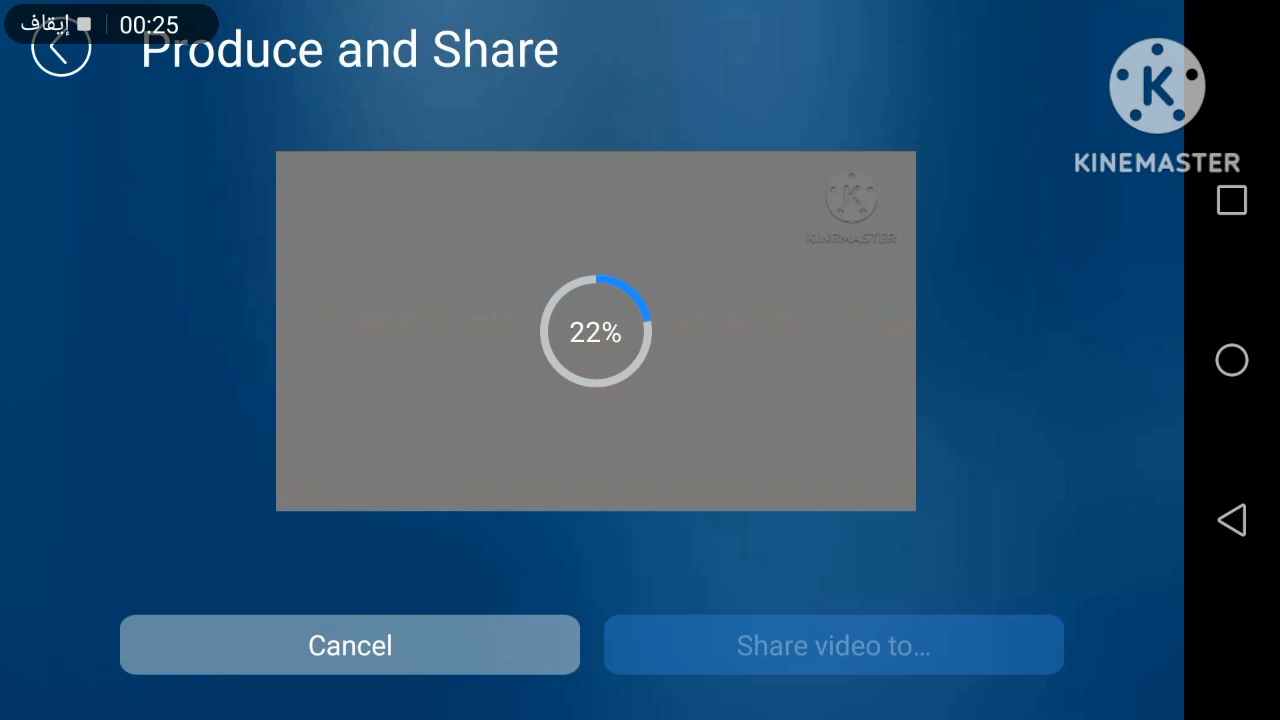 إيقاف 00:25
Produce and Share
K
KINEMASTER
K
KINEMASTER
22%
Cancel
Share video to...